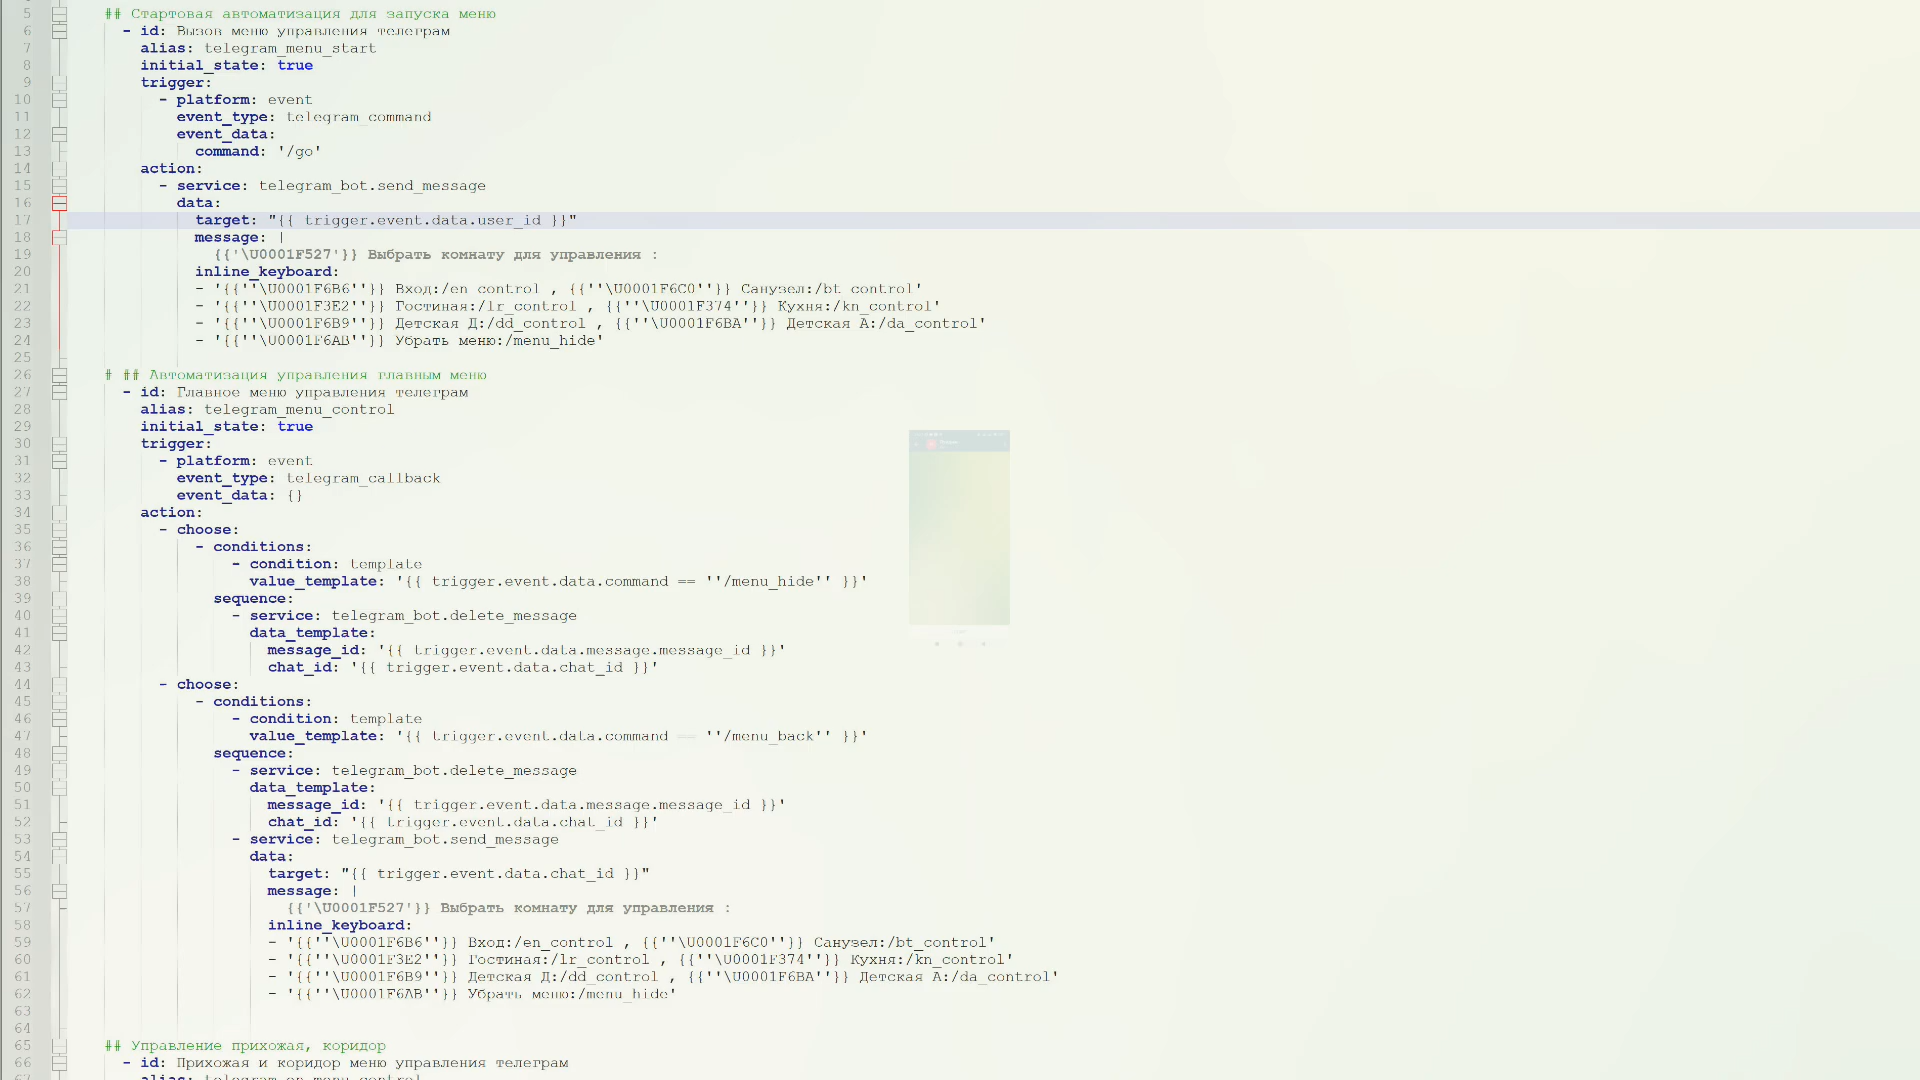 5 ## Стартовая автоматизация для запуска меню
6 - id: Вызов меню управления телеграм
7 alias: telegram_menu_start
8 initial_state: true
9 trigger:
10 - platform: event
11 event_type: telegram_command
12 event_data:
13 command: '/go'
14 action:
15 - service: telegram_bot.send_message
16 data:
17 target: "{{ trigger.event.data.user_id }}"
18 message: |
19 {{'\U0001F527'}} Выбрать комнату для управления :
20 inline_keyboard:
21 - '{{''\U0001F6B6''}} Вход:/en_control , {{''\U0001F6C0''}} Санузел:/bt_control'
22 - '{{''\U0001F3E2''}} Гостиная:/lr_control , {{''\U0001F374''}} Кухня:/kn_control'
23 - '{{''\U0001F6B9''}} Детская Д:/dd_control , {{''\U0001F6BA''}} Детская А:/da_control'
24 - '{{''\U0001F6AB''}} Убрать меню:/menu_hide'
25
26 # ## Автоматизация управления главным меню
27 - id: Главное меню управления телеграм
28 alias: telegram_menu_control
29 initial_state: true
30 trigger:
31 - platform: event
32 event_type: telegram_callback
33 event_data: {}
34 action:
35 - choose:
36 - conditions:
37 - condition: template
38 value_template: '{{ trigger.event.data.command == ''/menu_hide'' }}'
39 sequence:
40 - service: telegram_bot.delete_message
41 data_template:
42 message_id: '{{ trigger.event.data.message.message_id }}'
43 chat_id: '{{ trigger.event.data.chat_id }}'
44 - choose:
45 - conditions:
46 - condition: template
47 value_template: '{{ trigger.event.data.command == ''/menu_back'' }}'
48 sequence:
49 - service: telegram_bot.delete_message
50 data_template:
51 message_id: '{{ trigger.event.data.message.message_id }}'
52 chat_id: '{{ trigger.event.data.chat_id }}'
53 - service: telegram_bot.send_message
54 data:
55 target: "{{ trigger.event.data.chat_id }}"
56 message: |
57 {{'\U0001F527'}} Выбрать комнату для управления :
58 inline_keyboard:
59 - '{{''\U0001F6B6''}} Вход:/en_control , {{''\U0001F6C0''}} Санузел:/bt_control'
60 - '{{''\U0001F3E2''}} Гостиная:/lr_control , {{''\U0001F374''}} Кухня:/kn_control'
61 - '{{''\U0001F6B9''}} Детская Д:/dd_control , {{''\U0001F6BA''}} Детская А:/da_control'
62 - '{{''\U0001F6AB''}} Убрать меню:/menu_hide'
63
64
65 ## Управление прихожая, коридор
66 - id: Прихожая и коридор меню управления телеграм
67 alias: telegram_en_menu_control